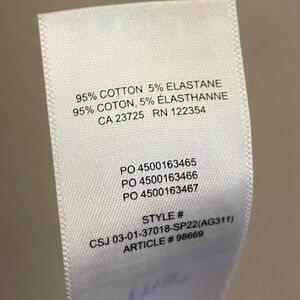 95% COTTON 5% ELASTANE
95% COTON, 5% ÉLASTHANNE
CA 23725 RN 122354
PO 4500163465
PO 4500163466
PO 4500163467
STYLE #
CSJ 03-01-37018-SP22(AG311)
ARTICLE # 98669